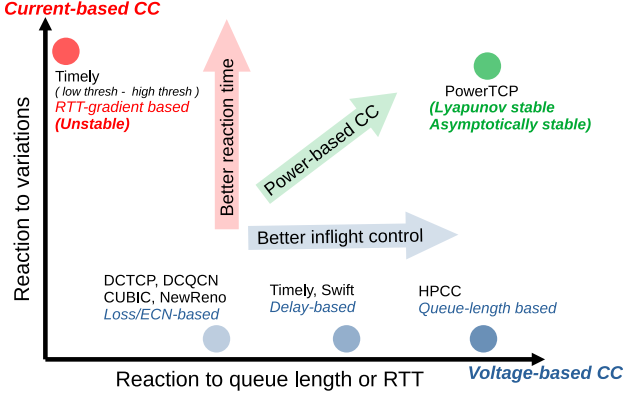 Current-based CC
Timely
( low thresh - high thresh )
RTT-gradient based
(Unstable)
Better reaction time
Power-based CC
PowerTCP
(Lyapunov stable
Asymptotically stable)
Reaction to variations
Better inflight control
DCTCP, DCQCN
CUBIC, NewReno
Loss/ECN-based
Timely, Swift
Delay-based
HPCC
Queue-length based
Reaction to queue length or RTT
Voltage-based CC